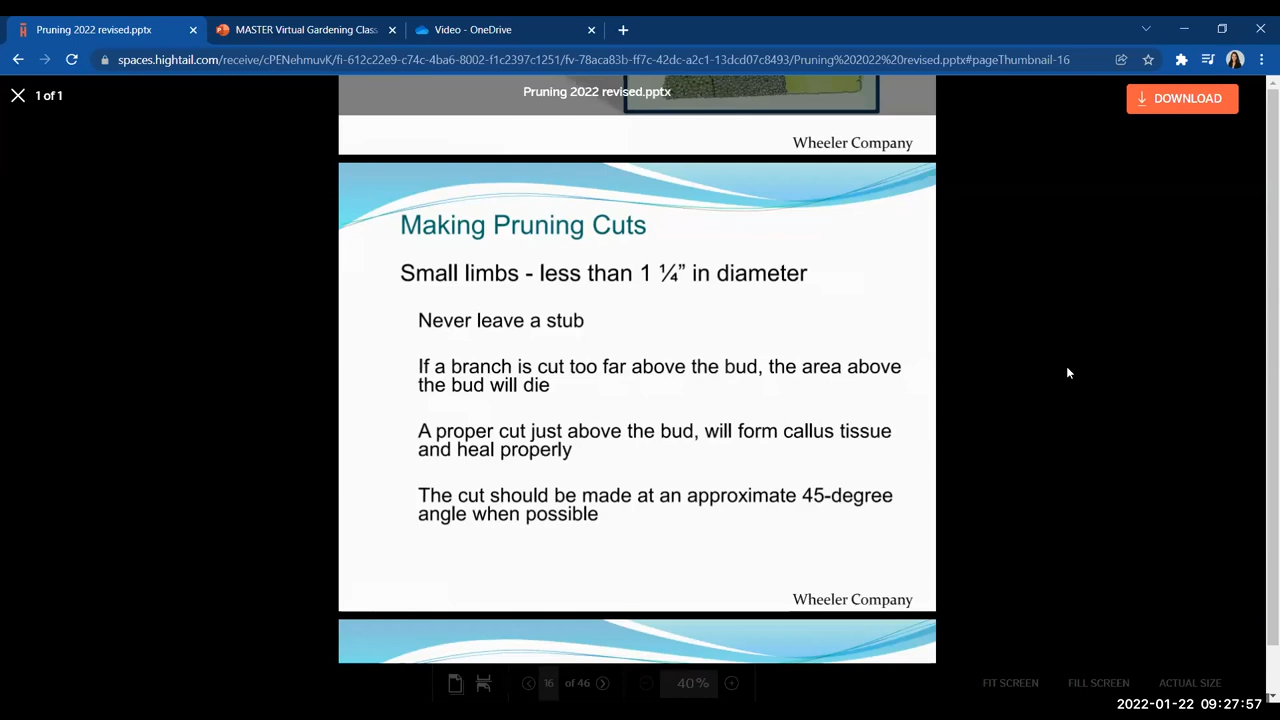 Pruning 2022 revised.pptx
MASTER Virtual Gardening Class
Video - OneDrive
spaces.hightail.com/receive/cPENehmuvK/fi-612c22e9-c74c-4ba6-8002-f1c2397c1251/fv-78aca83b-ff7c-42dc-a2c1-13dcd07c8493/Pruning%202022%20revised.pptx#pageThumbnail-16
1 of 1
Pruning 2022 revised.pptx
DOWNLOAD
Wheeler Company
Making Pruning Cuts
Small limbs - less than 1 ¼” in diameter
Never leave a stub
If a branch is cut too far above the bud, the area above
the bud will die
A proper cut just above the bud, will form callus tissue
and heal properly
The cut should be made at an approximate 45-degree
angle when possible
Wheeler Company
16 of 46
40%
FIT SCREEN
FILL SCREEN
ACTUAL SIZE
2022-01-22 09:27:57